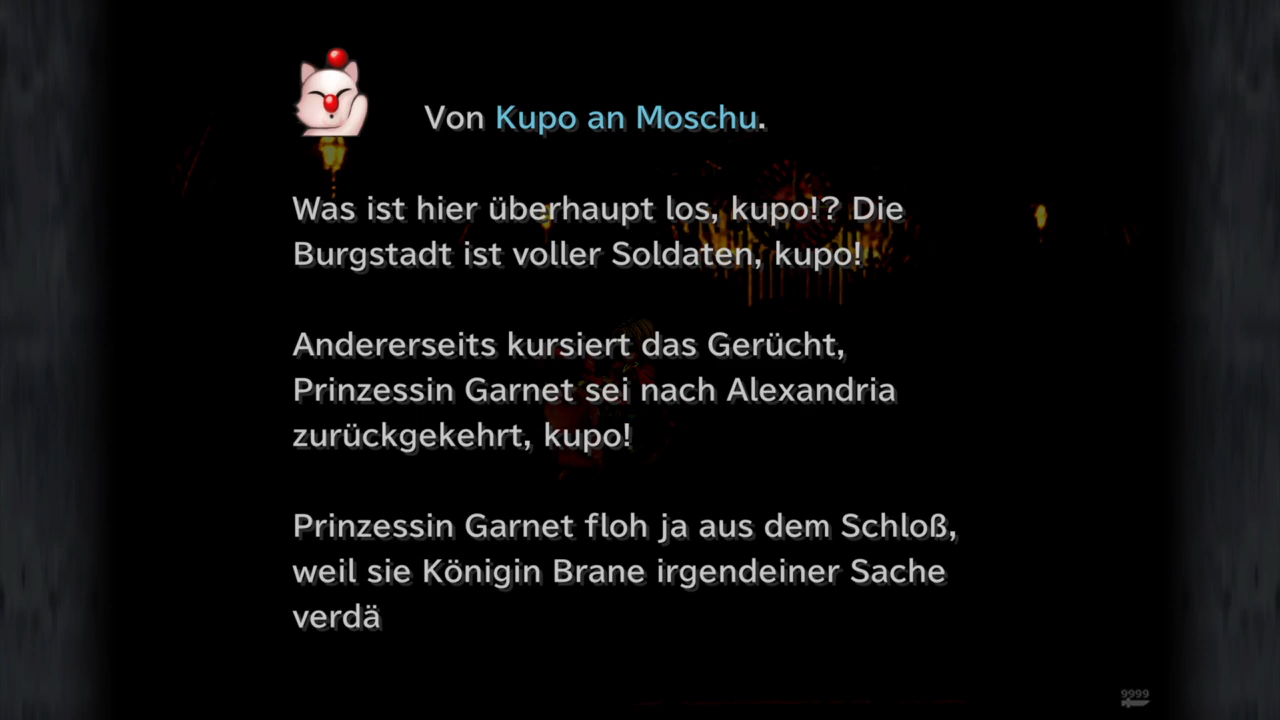 Von Kupo an Moschu.
Was ist hier überhaupt los, kupo!? Die
Burgstadt ist voller Soldaten, kupo!
Andererseits kursiert das Gerücht,
Prinzessin Garnet sei nach Alexandria
zurückgekehrt, kupo!
Prinzessin Garnet floh ja aus dem Schloß,
weil sie Königin Brane irgendeiner Sache
verdä
9999